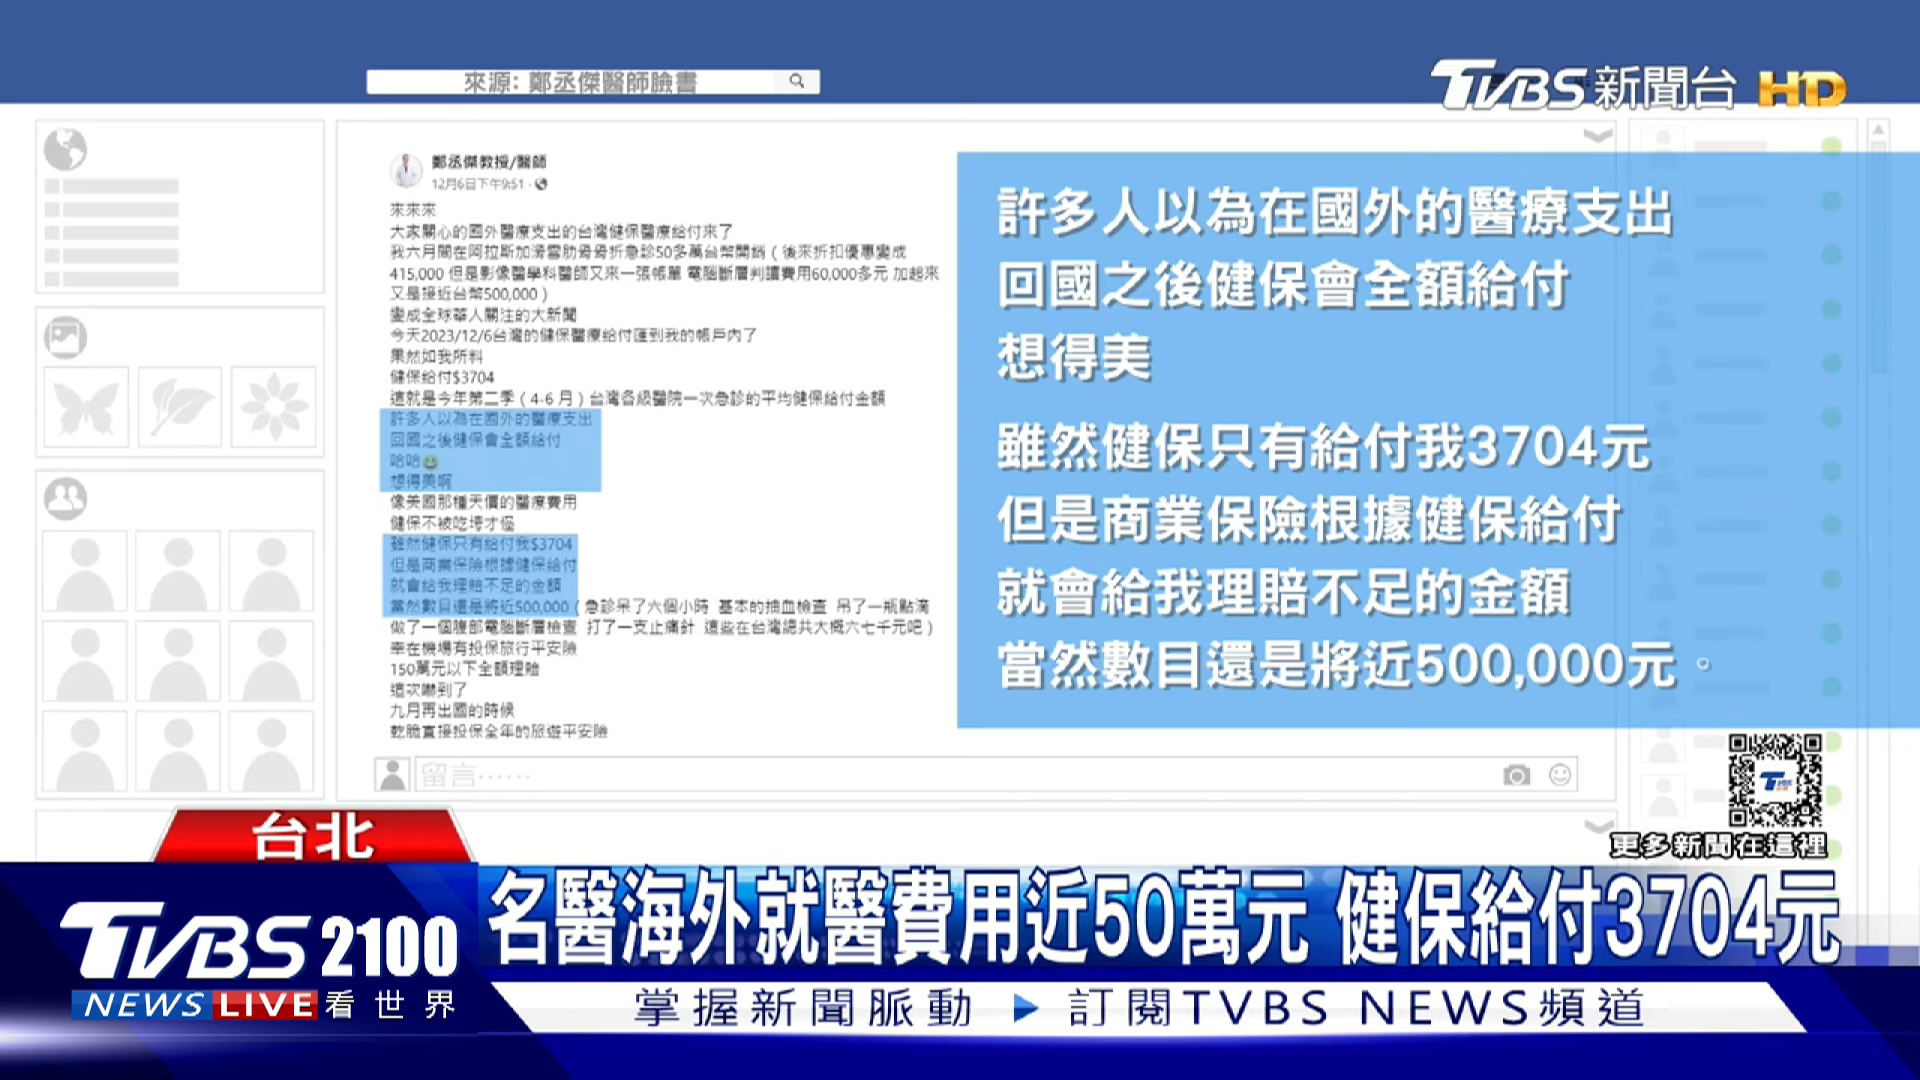 來源: 鄭丞傑醫師臉書
TVBS新聞台 HD
鄭丞傑教授/醫師
12月6日下午9:51
來來來
大家關心的國外醫療支出的台灣健保醫療給付來了
我六月間在阿拉斯加滑雪肋骨骨折急診50多萬台幣開銷（後來折扣優惠變成
415,000 但是影像醫學科醫師又來一張帳單 電腦斷層判讀費用60,000多元 加起來
又是接近台幣500,000）
變成全球華人關注的大新聞
今天2023/12/6台灣的健保醫療給付匯到我的帳戶內了
果然如我所料
健保給付$3704
這就是今年第二季（4-6 月）台灣各級醫院一次急診的平均健保給付金額
許多人以為在國外的醫療支出
回國之後健保會全額給付
哈哈😀
想得美啊
像美國那種天價的醫療費用
健保不被吃垮才怪
雖然健保只有給付我$3704
但是商業保險根據健保給付
就會給我理賠不足的金額
當然數目還是將近500,000（急診呆了六個小時 基本的抽血檢查 吊了一瓶點滴
做了一個腹部電腦斷層檢查 打了一支止痛針 這些在台灣總共大概六七千元吧）
幸在機場有投保旅行平安險
150萬元以下全額理賠
這次嚇到了
九月再出國的時候
乾脆直接投保全年的旅遊平安險
留言......
許多人以為在國外的醫療支出
回國之後健保會全額給付
想得美
雖然健保只有給付我3704元
但是商業保險根據健保給付
就會給我理賠不足的金額
當然數目還是將近500,000元。
TVBS
更多新聞在這裡
台北
名醫海外就醫費用近50萬元 健保給付3704元
TVBS 2100
NEWS LIVE 看世界
掌握新聞脈動 ▶ 訂閱TVBS NEWS頻道